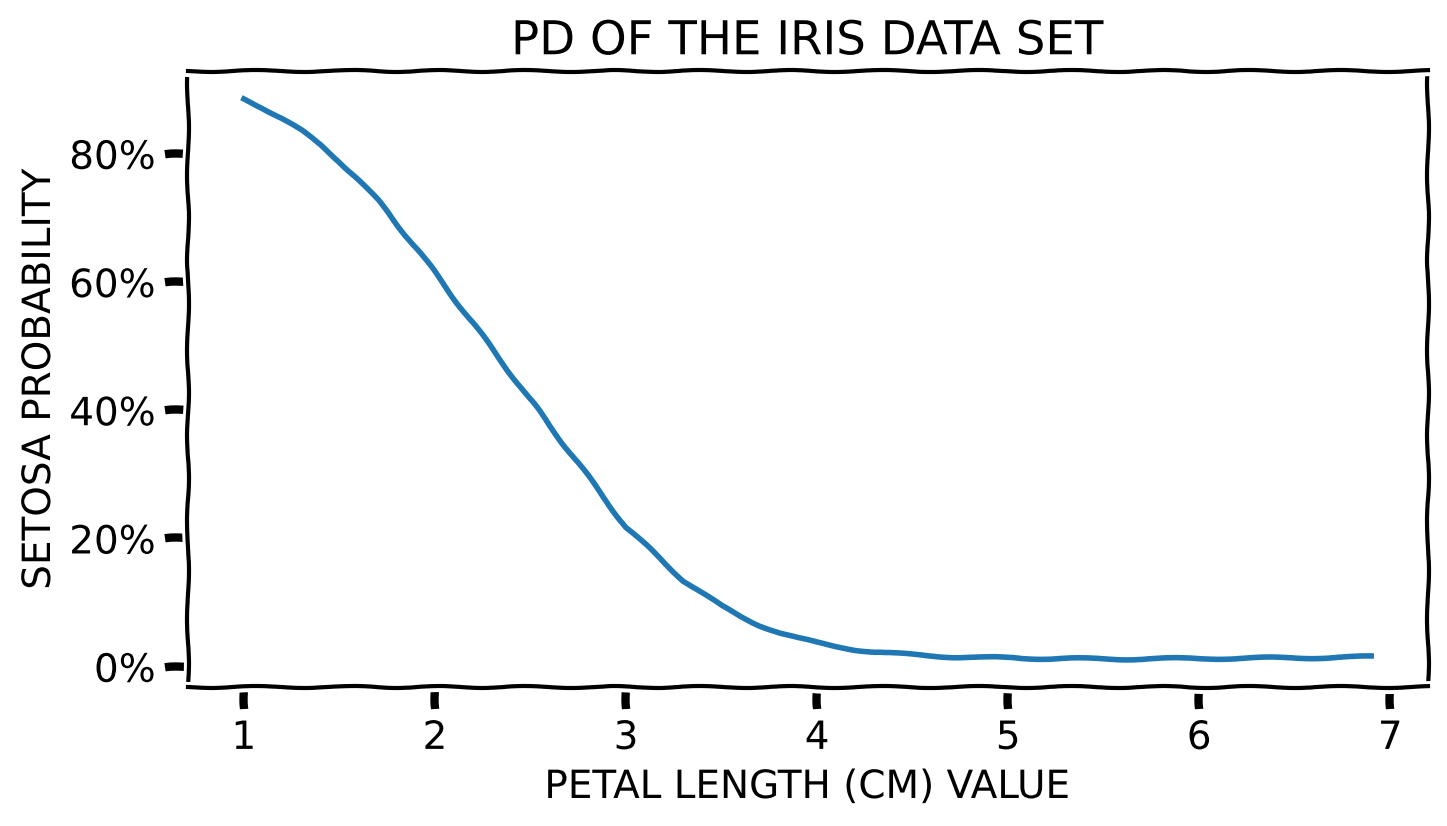 PD OF THE IRIS DATA SET
SETOSA PROBABILITY
80%
60%
40%
20%
0%
1 2 3 4 5 6 7
PETAL LENGTH (CM) VALUE